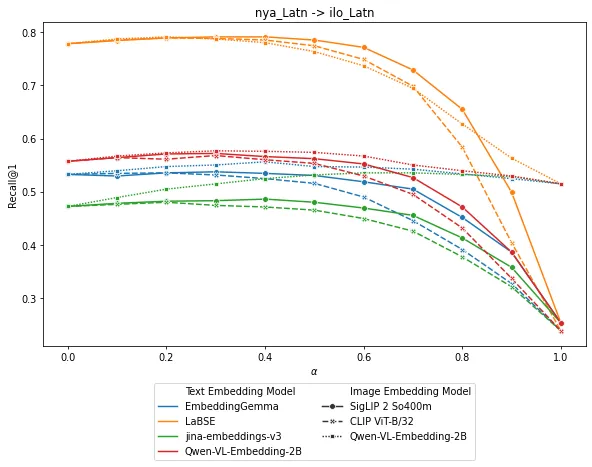 nya_Latn -> ilo_Latn
Recall@1
0.8
0.7
0.6
0.5
0.4
0.3
0.0 0.2 0.4 0.6 0.8 1.0
α
Text Embedding Model Image Embedding Model
EmbeddingGemma SigLIP 2 So400m
LaBSE CLIP ViT-B/32
jina-embeddings-v3 Qwen-VL-Embedding-2B
Qwen-VL-Embedding-2B